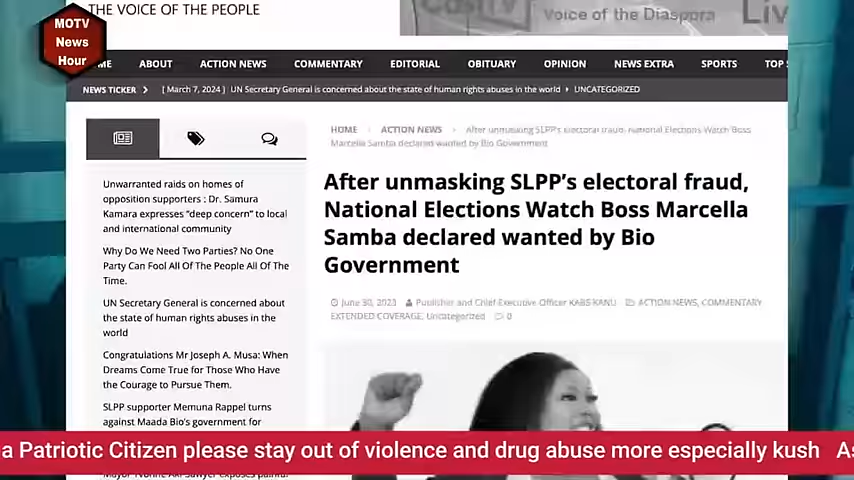 MOTV
News
Hour
THE VOICE OF THE PEOPLE
CosTV
Voice of the Diaspora
Liv
ME ABOUT ACTION NEWS COMMENTARY EDITORIAL OBITUARY OPINION NEWS EXTRA SPORTS TOP S
NEWS TICKER [ March 7, 2024 ] UN Secretary General is concerned about the state of human rights abuses in the world UNCATEGORIZED
HOME ACTION NEWS After unmasking SLPP's electoral fraud, National Elections Watch Boss
Marcella Samba declared wanted by Bio Government
After unmasking SLPP's electoral fraud,
National Elections Watch Boss Marcella
Samba declared wanted by Bio
Government
June 30, 2023 Publisher and Chief Executive Officer KABS KANU ACTION NEWS, COMMENTARY
EXTENDED COVERAGE, Uncategorized 0
Unwarranted raids on homes of
opposition supporters : Dr. Samura
Kamara expresses "deep concern" to local
and international community
Why Do We Need Two Parties? No One
Party Can Fool All Of The People All Of The
Time.
UN Secretary General is concerned about
the state of human rights abuses in the
world
Congratulations Mr Joseph A. Musa: When
Dreams Come True for Those Who Have
the Courage to Pursue Them.
SLPP supporter Memuna Rappel turns
against Maada Bio's government for
a Patriotic Citizen please stay out of violence and drug abuse more especially kush As